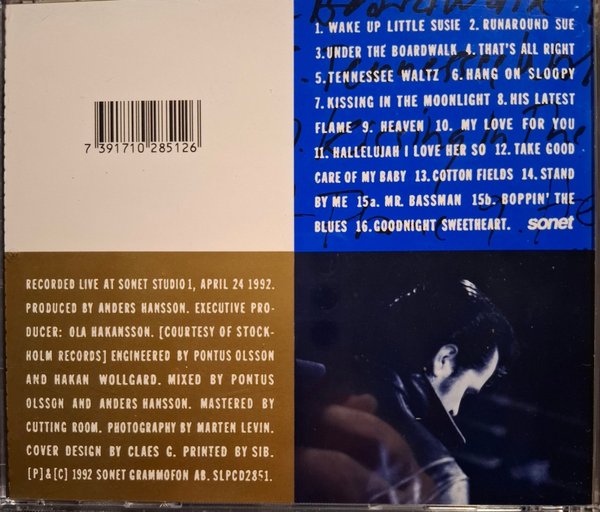 1. WAKE UP LITTLE SUSIE 2. RUNAROUND SUE
3. UNDER THE BOARDWALK 4. THAT'S ALL RIGHT
5. TENNESSEE WALTZ 6. HANG ON SLOOPY
7. KISSING IN THE MOONLIGHT 8. HIS LATEST
FLAME 9. HEAVEN 10. MY LOVE FOR YOU
11. HALLELUJAH I LOVE HER SO 12. TAKE GOOD
CARE OF MY BABY 13. COTTON FIELDS 14. STAND
BY ME 15a. MR. BASSMAN 15b. BOPPIN' THE
BLUES 16. GOODNIGHT SWEETHEART. sonet
7 391710 285126
RECORDED LIVE AT SONET STUDIO 1, APRIL 24 1992.
PRODUCED BY ANDERS HANSSON. EXECUTIVE PRO-
DUCER: OLA HAKANSSON. [COURTESY OF STOCK-
HOLM RECORDS] ENGINEERED BY PONTUS OLSSON
AND HAKAN WOLLGARD. MIXED BY PONTUS
OLSSON AND ANDERS HANSSON. MASTERED BY
CUTTING ROOM. PHOTOGRAPHY BY MARTEN LEVIN.
COVER DESIGN BY CLAES G. PRINTED BY SIB.
[P]&[C] 1992 SONET GRAMMOFON AB. SLPCD2851.